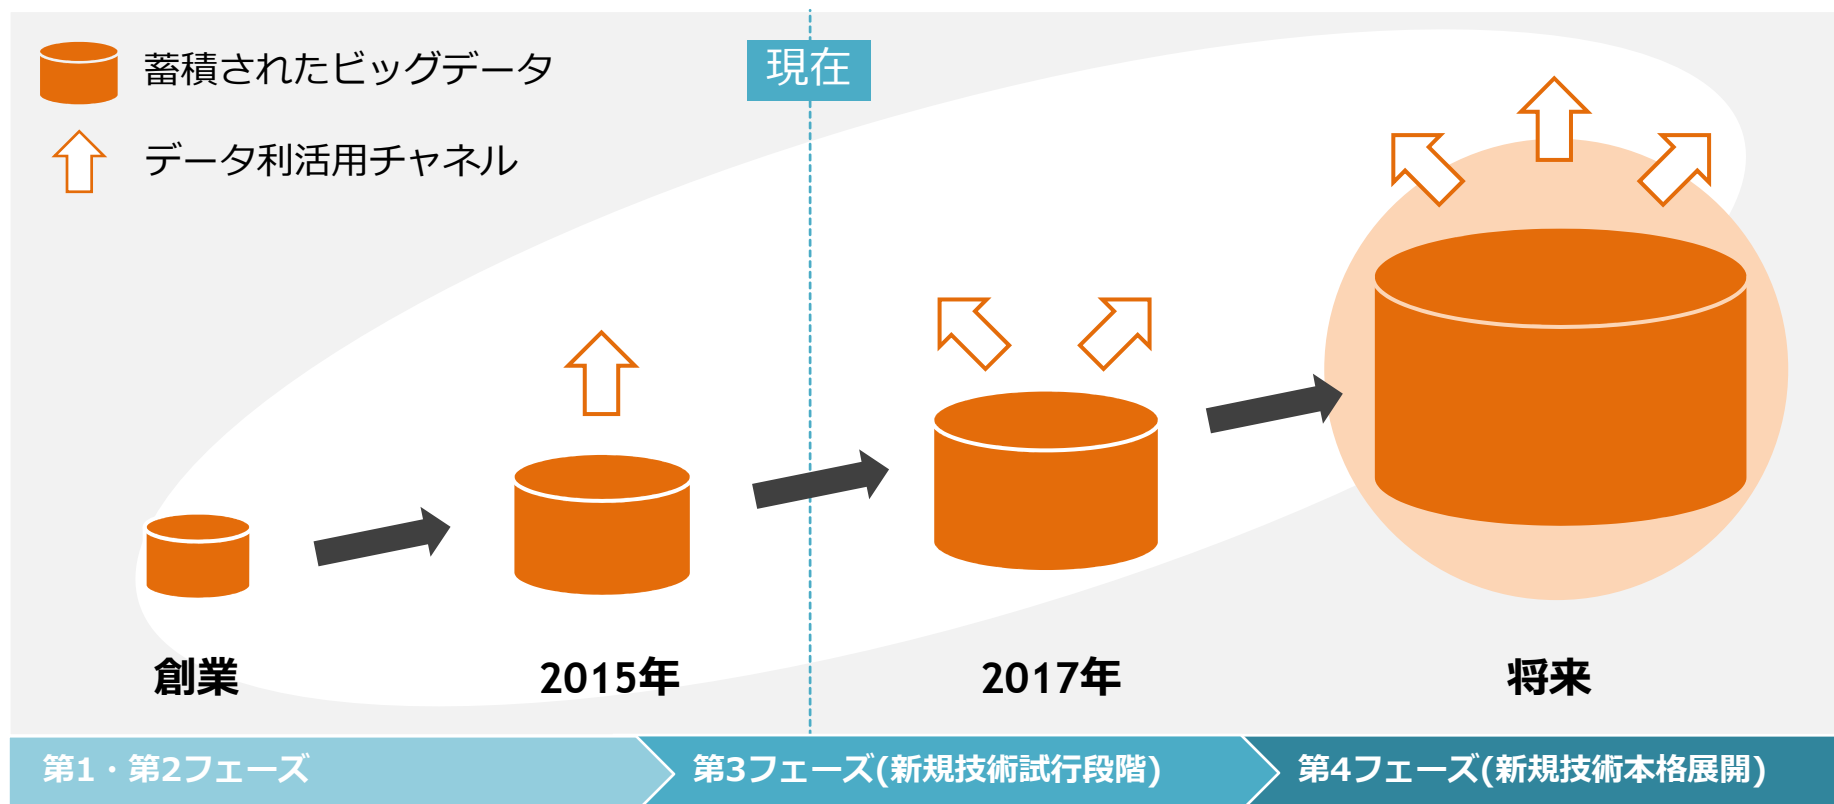 蓄積されたビッグデータ
データ利活用チャネル
現在
創業
2015年
2017年
将来
第1・第2フェーズ
第3フェーズ(新規技術試行段階)
第4フェーズ(新規技術本格展開)